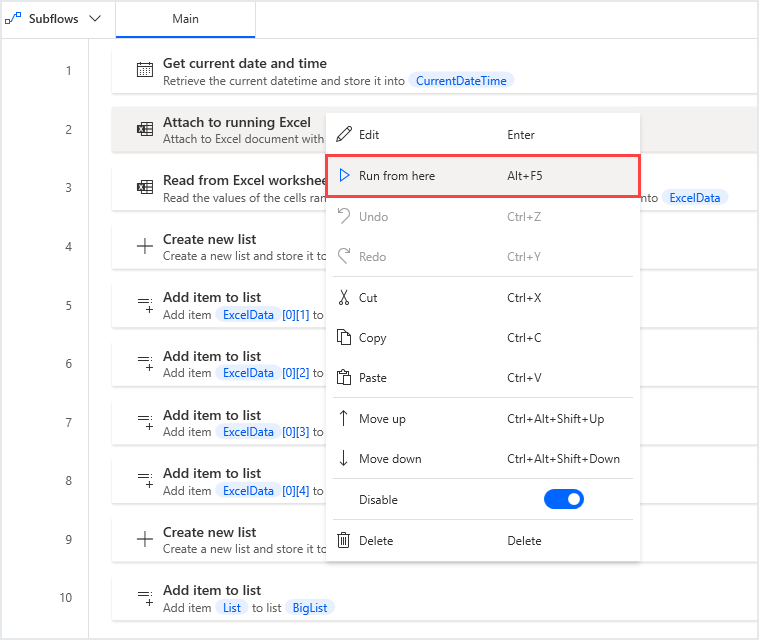 Subflows
Main
1
Get current date and time
Retrieve the current datetime and store it into CurrentDateTime
2
Attach to running Excel
Attach to Excel document with
3
Read from Excel workshee
Read the values of the cells ran
into ExcelData
4
Create new list
Create a new list and store it to
5
Add item to list
Add item ExcelData [0][1] to
6
Add item to list
Add item ExcelData [0][2] to
7
Add item to list
Add item ExcelData [0][3] to
8
Add item to list
Add item ExcelData [0][4] to
9
Create new list
Create a new list and store it to
10
Add item to list
Add item List to list BigList
Edit Enter
Run from here Alt+F5
Undo Ctrl+Z
Redo Ctrl+Y
Cut Ctrl+X
Copy Ctrl+C
Paste Ctrl+V
Move up Ctrl+Alt+Shift+Up
Move down Ctrl+Alt+Shift+Down
Disable
Delete Delete